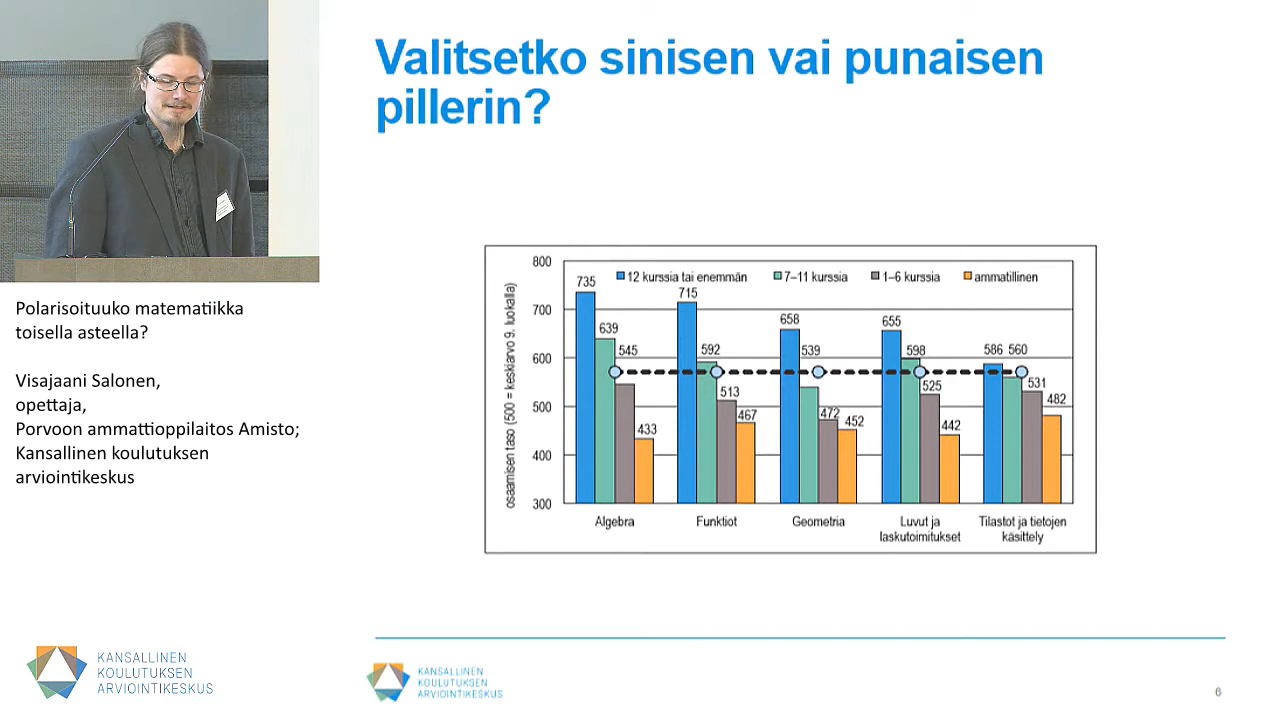 Valitsetko sinisen vai punaisen
pillerin?
Polarisoituuko matematiikka
toisella asteella?
Visajaani Salonen,
opettaja,
Porvoon ammattioppilaitos Amisto;
Kansallinen koulutuksen
arviointikeskus
osaamisen taso (500 = keskiarvo 9. luokalla)
800
700
600
500
400
300
12 kurssia tai enemmän
7–11 kurssia
1–6 kurssia
ammatillinen
735
639
545
433
715
592
513
467
658
539
472
452
655
598
525
442
586
560
531
482
Algebra
Funktiot
Geometria
Luvut ja
laskutoimitukset
Tilastot ja tietojen
käsittely
KANSALLINEN
KOULUTUKSEN
ARVIOINTIKESKUS
KANSALLINEN
KOULUTUKSEN
ARVIOINTIKESKUS
6